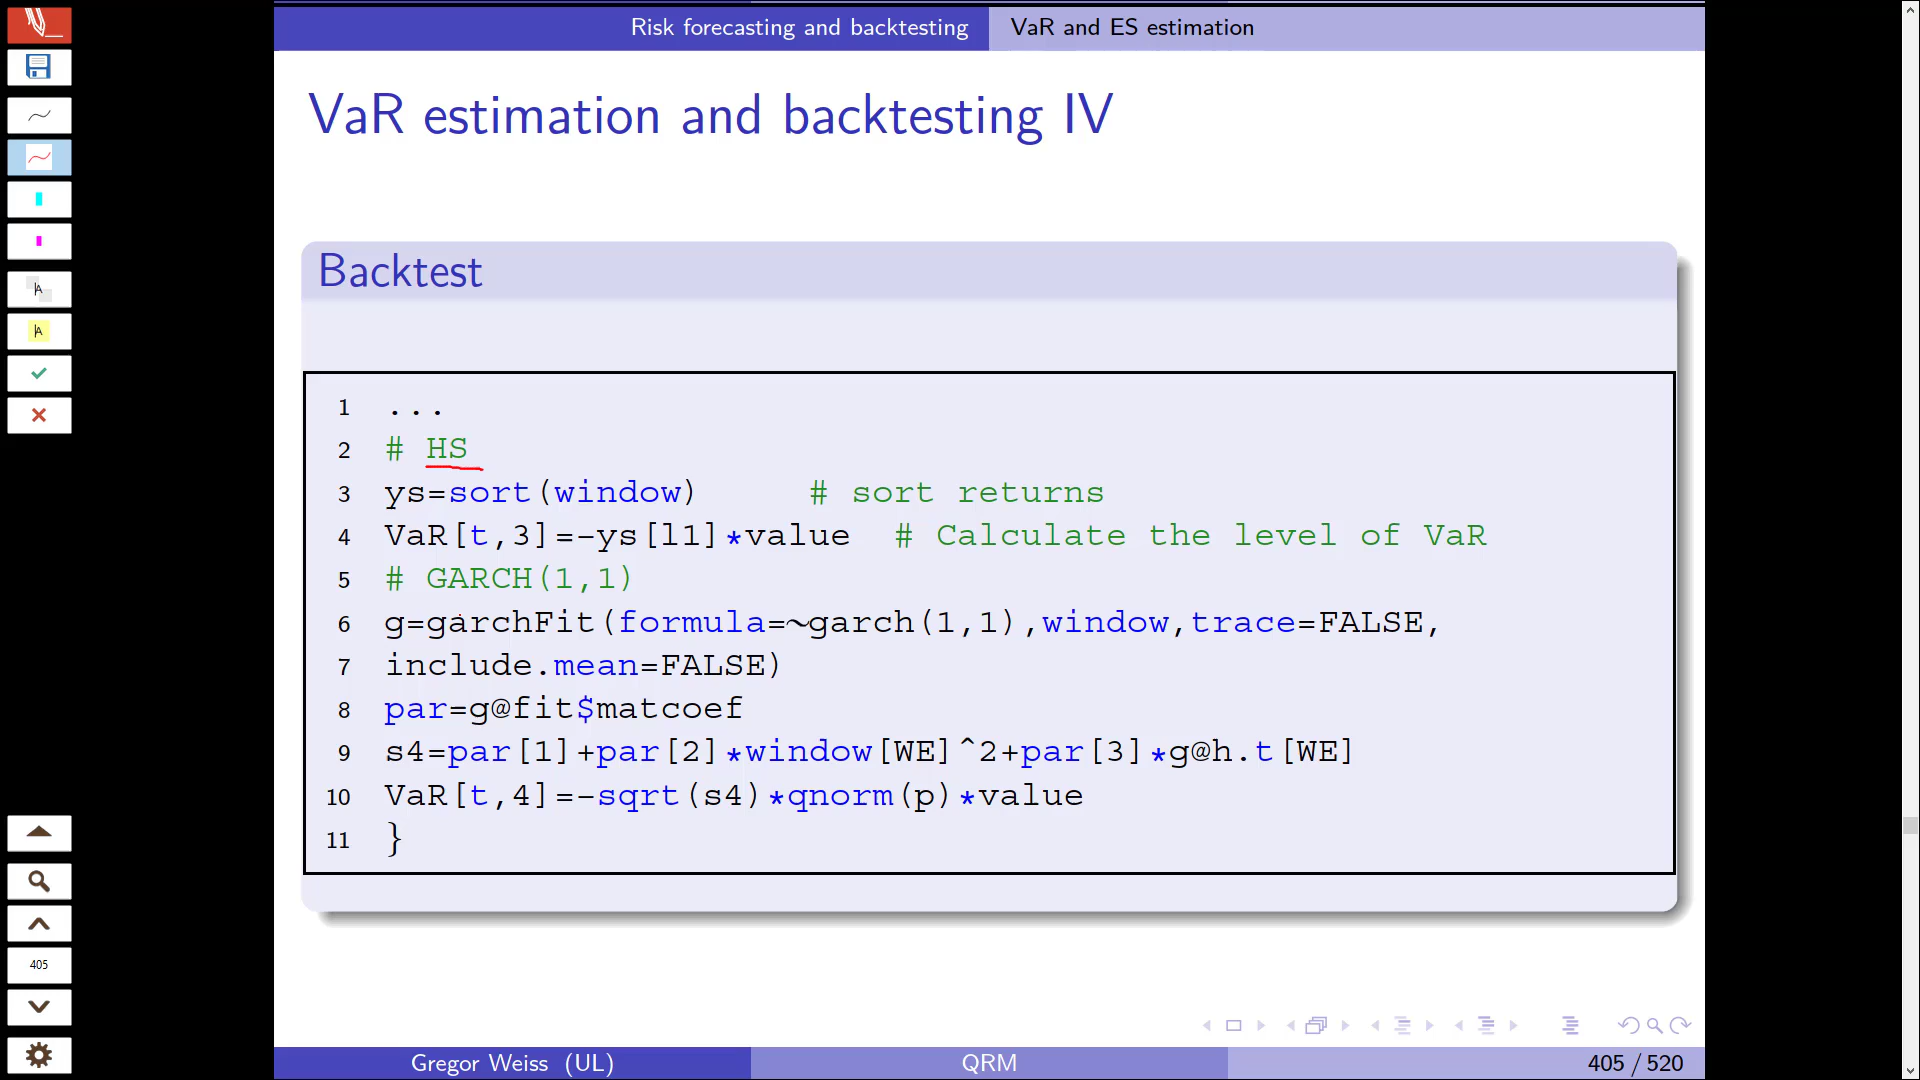 Risk forecasting and backtesting VaR and ES estimation
VaR estimation and backtesting IV
Backtest
1 ...
2 # HS
3 ys=sort(window) # sort returns
4 VaR[t,3]=-ys[l1]*value # Calculate the level of VaR
5 # GARCH(1,1)
6 g=garchFit(formula=~garch(1,1),window,trace=FALSE,
7 include.mean=FALSE)
8 par=g@fit$matcoef
9 s4=par[1]+par[2]*window[WE]^2+par[3]*g@h.t[WE]
10 VaR[t,4]=-sqrt(s4)*qnorm(p)*value
11 }
405
Gregor Weiss (UL) QRM 405 / 520